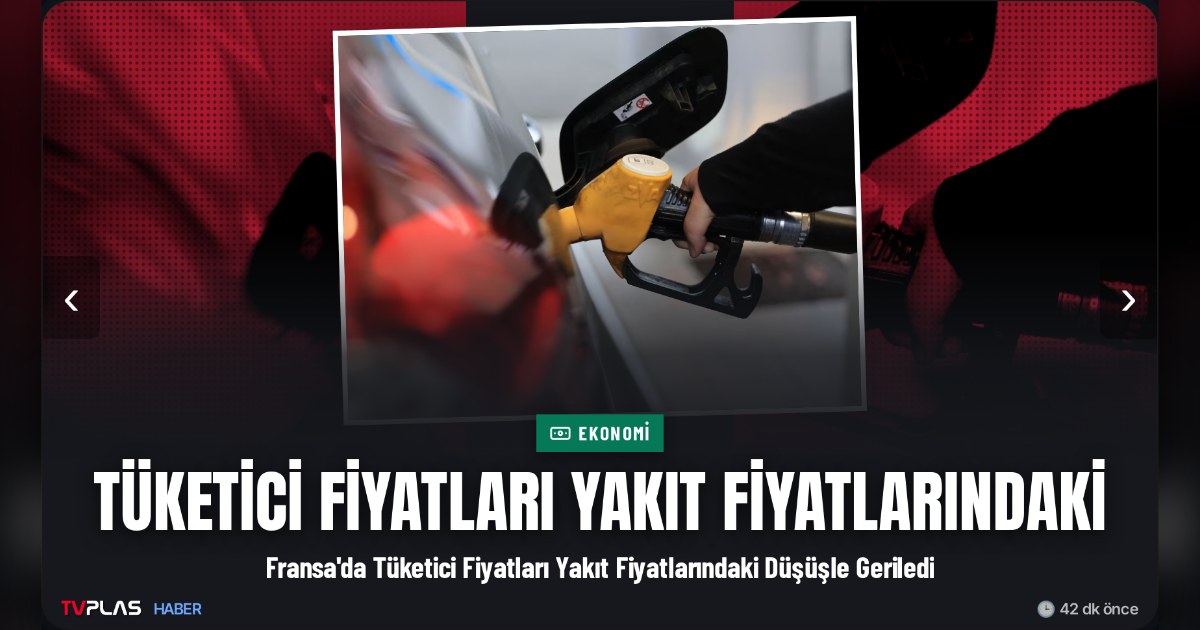 EKONOMİ
TÜKETİCİ FİYATLARI YAKIT FİYATLARINDAKİ
Fransa'da Tüketici Fiyatları Yakıt Fiyatlarındaki Düşüşle Geriledi
TVPLAS HABER
42 dk önce